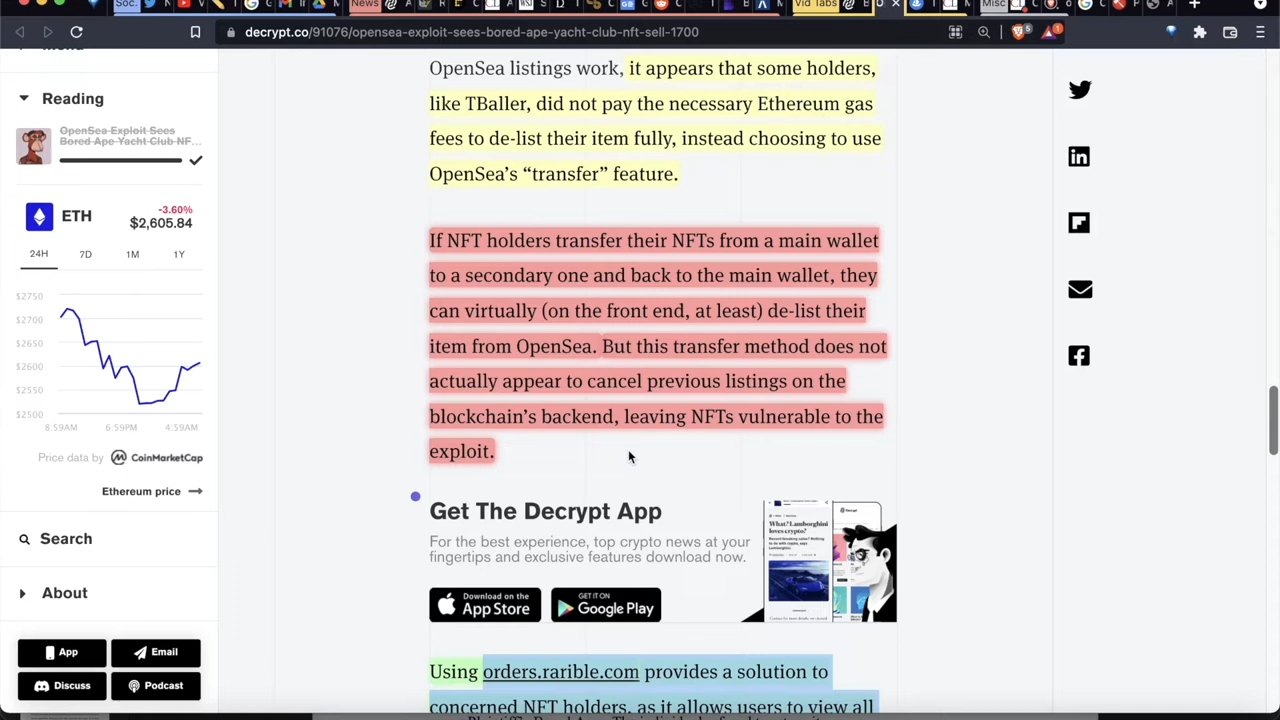 Soc.
News
Vid Tabs
Misc
decrypt.co/91076/opensea-exploit-sees-bored-ape-yacht-club-nft-sell-1700
Reading
OpenSea Exploit Sees
Bored Ape Yacht Club NF...
ETH
-3.60%
$2,605.84
24H
7D
1M
1Y
$2750
$2700
$2650
$2600
$2550
$2500
8:59AM
6:59PM
4:59AM
Price data by CoinMarketCap
Ethereum price
Search
About
App
Email
Discuss
Podcast
OpenSea listings work, it appears that some holders,
like TBaller, did not pay the necessary Ethereum gas
fees to de-list their item fully, instead choosing to use
OpenSea’s “transfer” feature.
If NFT holders transfer their NFTs from a main wallet
to a secondary one and back to the main wallet, they
can virtually (on the front end, at least) de-list their
item from OpenSea. But this transfer method does not
actually appear to cancel previous listings on the
blockchain’s backend, leaving NFTs vulnerable to the
exploit.
Get The Decrypt App
For the best experience, top crypto news at your
fingertips and exclusive features download now.
Download on the
App Store
GET IT ON
Google Play
What? Lamborghini
loves crypto?
Using orders.rarible.com provides a solution to
concerned NFT holders, as it allows users to view all